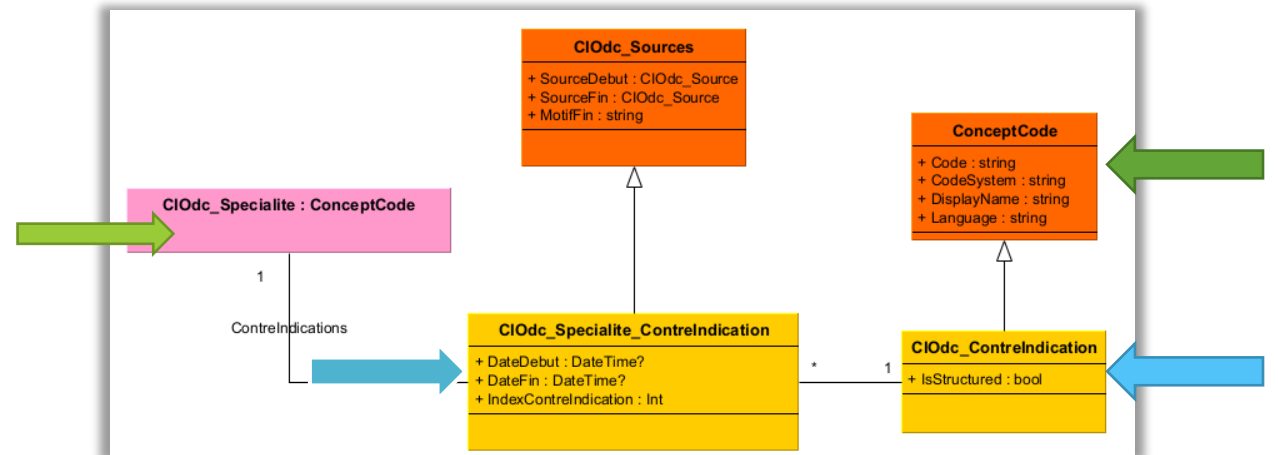 CIOdc_Sources
+ SourceDebut : CIOdc_Source
+ SourceFin : CIOdc_Source
+ MotifFin : string
ConceptCode
+ Code : string
+ CodeSystem : string
+ DisplayName : string
+ Language : string
CIOdc_Specialite : ConceptCode
1
ContreIndications
CIOdc_Specialite_ContreIndication
+ DateDebut : DateTime?
+ DateFin : DateTime?
+ IndexContreIndication : Int
*
1
CIOdc_ContreIndication
+ IsStructured : bool